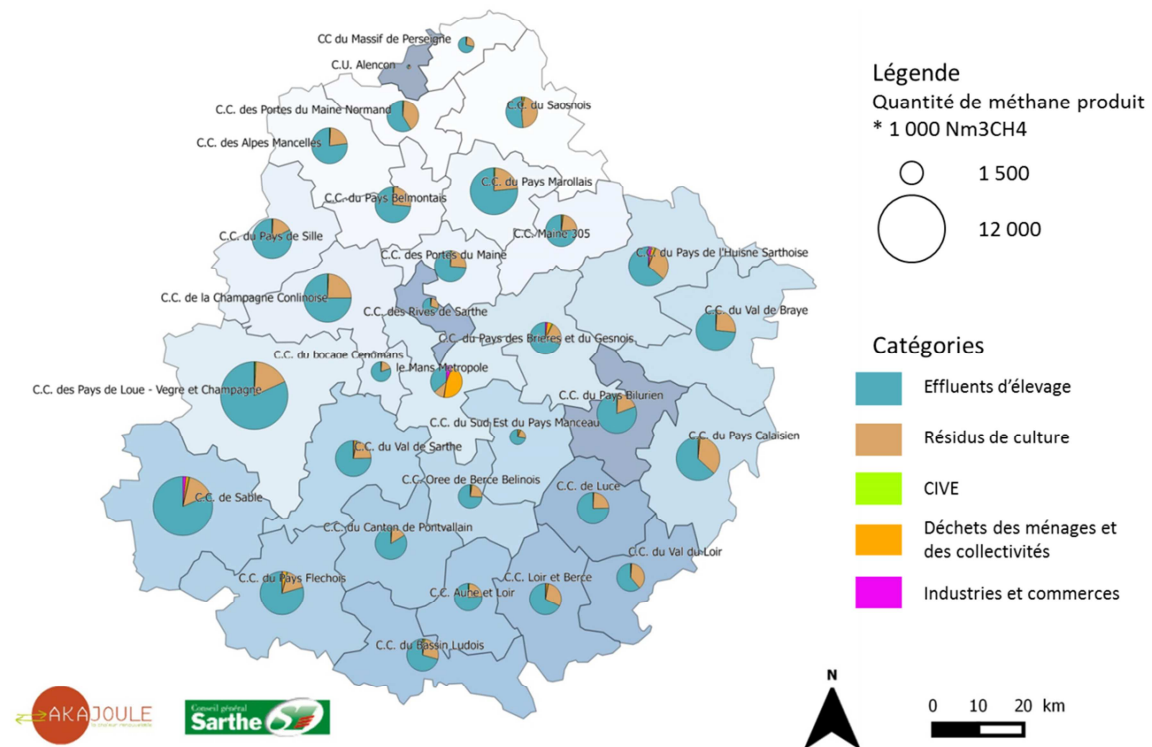 CC du Massif de Perseigne
C.U. Alencon
C.C. des Portes du Maine Normand
C.C. du Saosnois
C.C. des Alpes Mancelles
C.C. du Pays Marollais
C.C. du Pays Belmontais
C.C. du Pays de Sille
C.C. Maine 305
C.C. des Portes du Maine
C.C. du Pays de l'Huisne Sarthoise
C.C. de la Champagne Conlinoise
C.C. des Rives de Sarthe
C.C. du Val de Braye
C.C. du Pays des Brieres et du Gesnois
C.C. du bocage Cenomans
le Mans Metropole
C.C. des Pays de Loue - Vegre et Champagne
C.C. du Pays Bilurien
C.C. du Sud Est du Pays Manceau
C.C. du Pays Calaisien
C.C. du Val de Sarthe
C.C. Oree de Berce Belinois
C.C. de Luce
C.C. de Sable
C.C. du Canton de Pontvallain
C.C. du Val du Loir
C.C. du Pays Flechois
C.C. Loir et Berce
C.C. Aune et Loir
C.C. du Bassin Ludois
Légende
Quantité de méthane produit
* 1 000 Nm3CH4
1 500
12 000
Catégories
Effluents d'élevage
Résidus de culture
CIVE
Déchets des ménages et
des collectivités
Industries et commerces
N
0 10 20 km
AKAJOULE
Conseil général
Sarthe